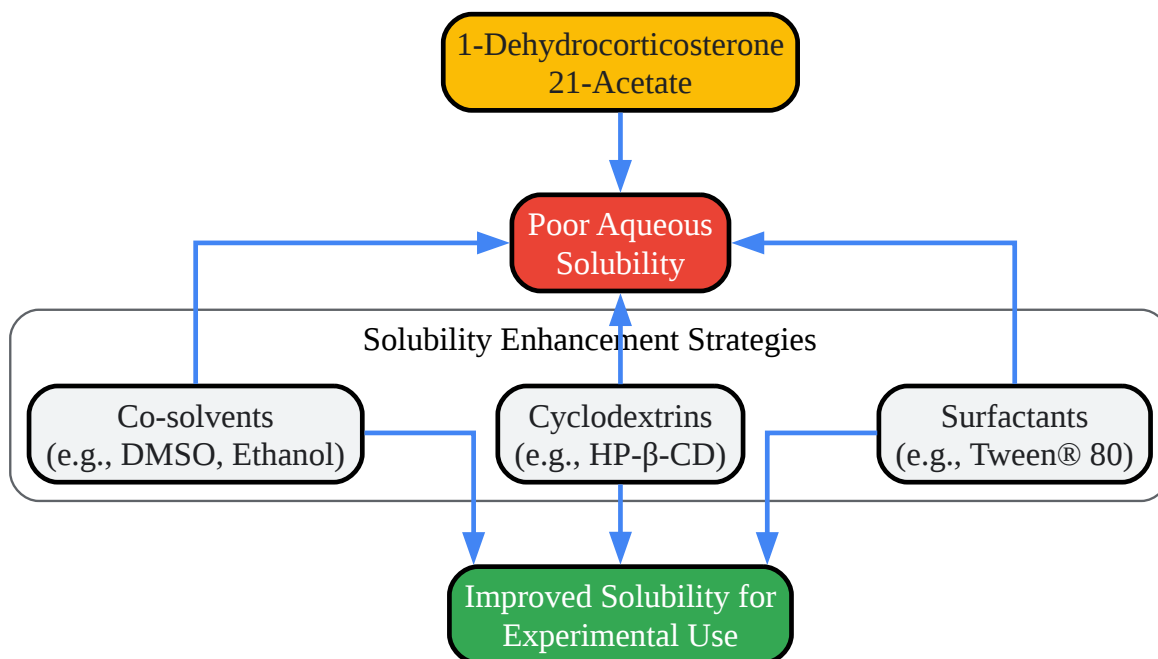 1-Dehydrocorticosterone
21-Acetate
Poor Aqueous
Solubility
Solubility Enhancement Strategies
Co-solvents
(e.g., DMSO, Ethanol)
Cyclodextrins
(e.g., HP-β-CD)
Surfactants
(e.g., Tween® 80)
Improved Solubility for
Experimental Use